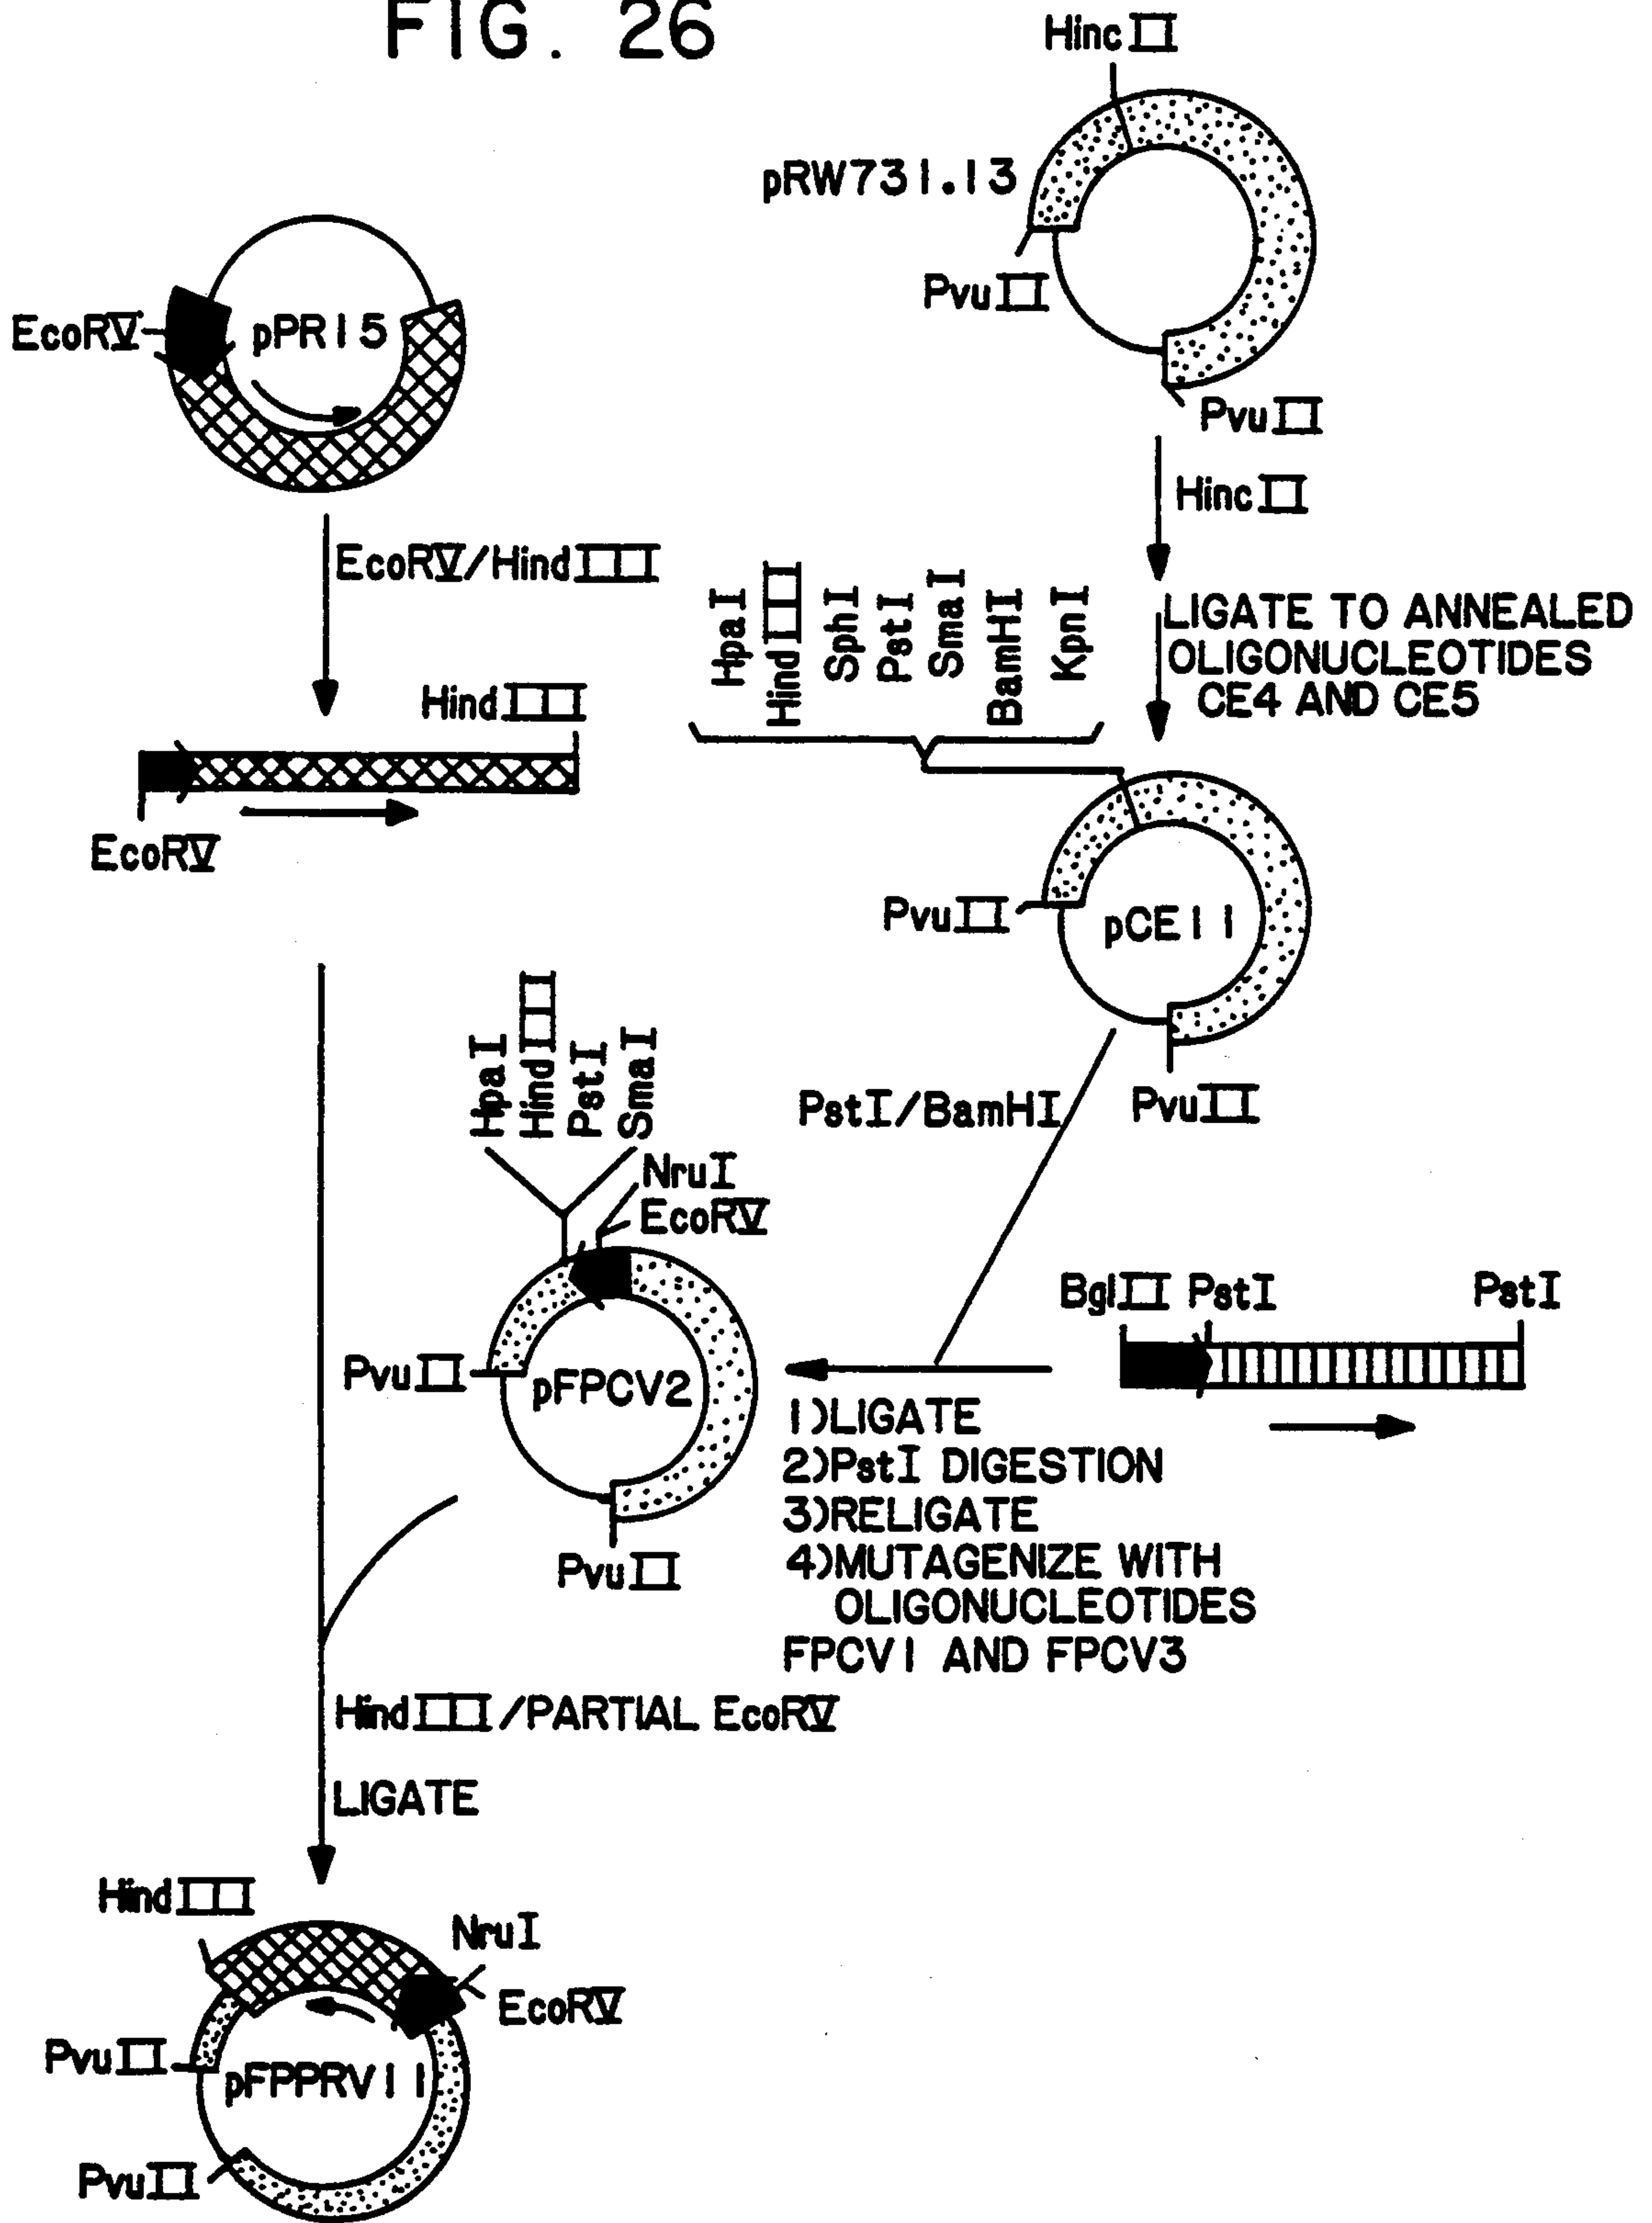 FIG. 26
HincII
pRW731.13
PvuII
PvuII
EcoRV
pPR15
HincII
EcoRV/HindIII
LIGATE TO ANNEALED
OLIGONUCLEOTIDES
CE4 AND CE5
HpaI
HindIII
SphI
PstI
SmaI
BamHI
KpnI
HindIII
EcoRV
PvuII
pCE11
PvuII
PstI/BamHI
HpaI
HindIII
PstI
SmaI
NruI
EcoRV
PvuII
pFPCV2
PvuII
BglII PstI PstI
1)LIGATE
2)PstI DIGESTION
3)RELIGATE
4)MUTAGENIZE WITH
OLIGONUCLEOTIDES
FPCV1 AND FPCV3
HindIII/PARTIAL EcoRV
LIGATE
HindIII
NruI
EcoRV
PvuII
pFPPRV11
PvuII